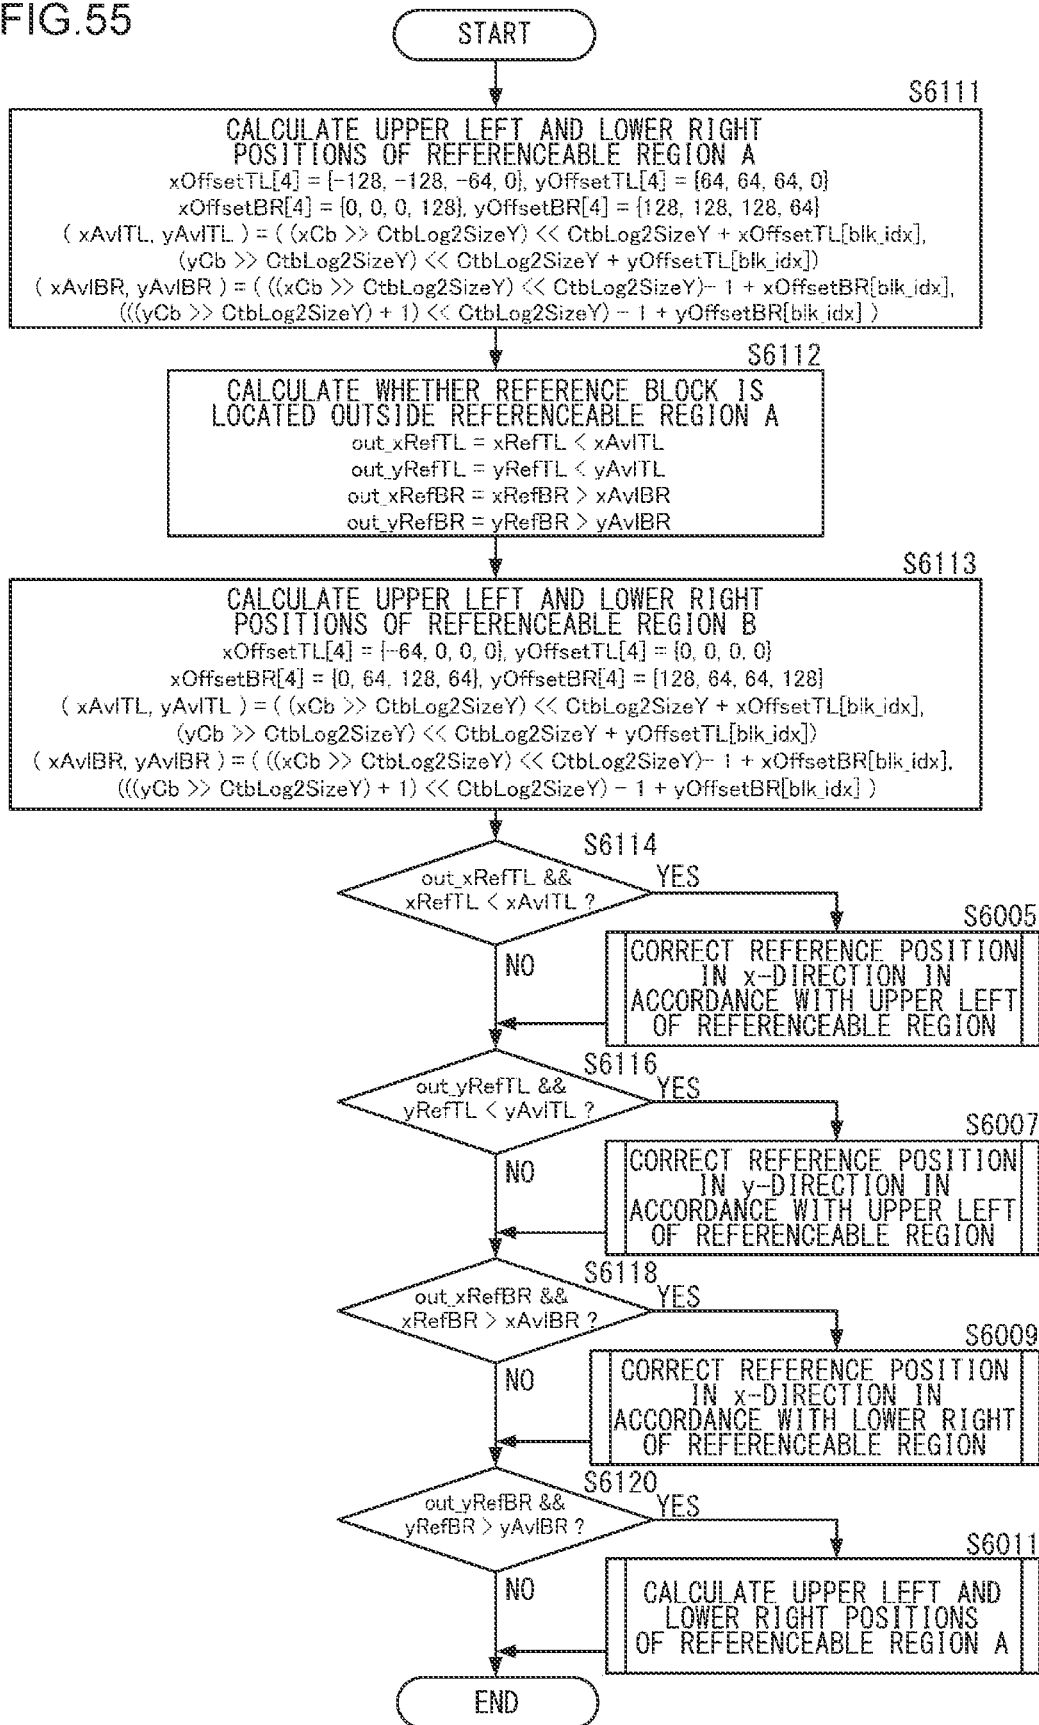 FIG.55
START
S6111
CALCULATE UPPER LEFT AND LOWER RIGHT
POSITIONS OF REFERENCEABLE REGION A
xOffsetTL[4] = {-128, -128, -64, 0}, yOffsetTL[4] = {64, 64, 64, 0}
xOffsetBR[4] = {0, 0, 0, 128}, yOffsetBR[4] = {128, 128, 128, 64}
( xAvlTL, yAvlTL ) = ( (xCb >> CtbLog2SizeY) << CtbLog2SizeY + xOffsetTL[blk_idx],
(yCb >> CtbLog2SizeY) << CtbLog2SizeY + yOffsetTL[blk_idx])
( xAvlBR, yAvlBR ) = ( ((xCb >> CtbLog2SizeY) << CtbLog2SizeY)- 1 + xOffsetBR[blk_idx],
(((yCb >> CtbLog2SizeY) + 1) << CtbLog2SizeY) - 1 + yOffsetBR[blk_idx] )
S6112
CALCULATE WHETHER REFERENCE BLOCK IS
LOCATED OUTSIDE REFERENCEABLE REGION A
out_xRefTL = xRefTL < xAvlTL
out_yRefTL = yRefTL < yAvlTL
out_xRefBR = xRefBR > xAvlBR
out_yRefBR = yRefBR > yAvlBR
S6113
CALCULATE UPPER LEFT AND LOWER RIGHT
POSITIONS OF REFERENCEABLE REGION B
xOffsetTL[4] = {-64, 0, 0, 0}, yOffsetTL[4] = {0, 0, 0, 0}
xOffsetBR[4] = {0, 64, 128, 64}, yOffsetBR[4] = {128, 64, 64, 128}
( xAvlTL, yAvlTL ) = ( (xCb >> CtbLog2SizeY) << CtbLog2SizeY + xOffsetTL[blk_idx],
(yCb >> CtbLog2SizeY) << CtbLog2SizeY + yOffsetTL[blk_idx])
( xAvlBR, yAvlBR ) = ( ((xCb >> CtbLog2SizeY) << CtbLog2SizeY)- 1 + xOffsetBR[blk_idx],
(((yCb >> CtbLog2SizeY) + 1) << CtbLog2SizeY) - 1 + yOffsetBR[blk_idx] )
S6114
out_xRefTL &&
xRefTL < xAvlTL ?
YES
NO
S6005
CORRECT REFERENCE POSITION
IN x-DIRECTION IN
ACCORDANCE WITH UPPER LEFT
OF REFERENCEABLE REGION
S6116
out_yRefTL &&
yRefTL < yAvlTL ?
YES
NO
S6007
CORRECT REFERENCE POSITION
IN y-DIRECTION IN
ACCORDANCE WITH UPPER LEFT
OF REFERENCEABLE REGION
S6118
out_xRefBR &&
xRefBR > xAvlBR ?
YES
NO
S6009
CORRECT REFERENCE POSITION
IN x-DIRECTION IN
ACCORDANCE WITH LOWER RIGHT
OF REFERENCEABLE REGION
S6120
out_yRefBR &&
yRefBR > yAvlBR ?
YES
NO
S6011
CALCULATE UPPER LEFT AND
LOWER RIGHT POSITIONS
OF REFERENCEABLE REGION A
END